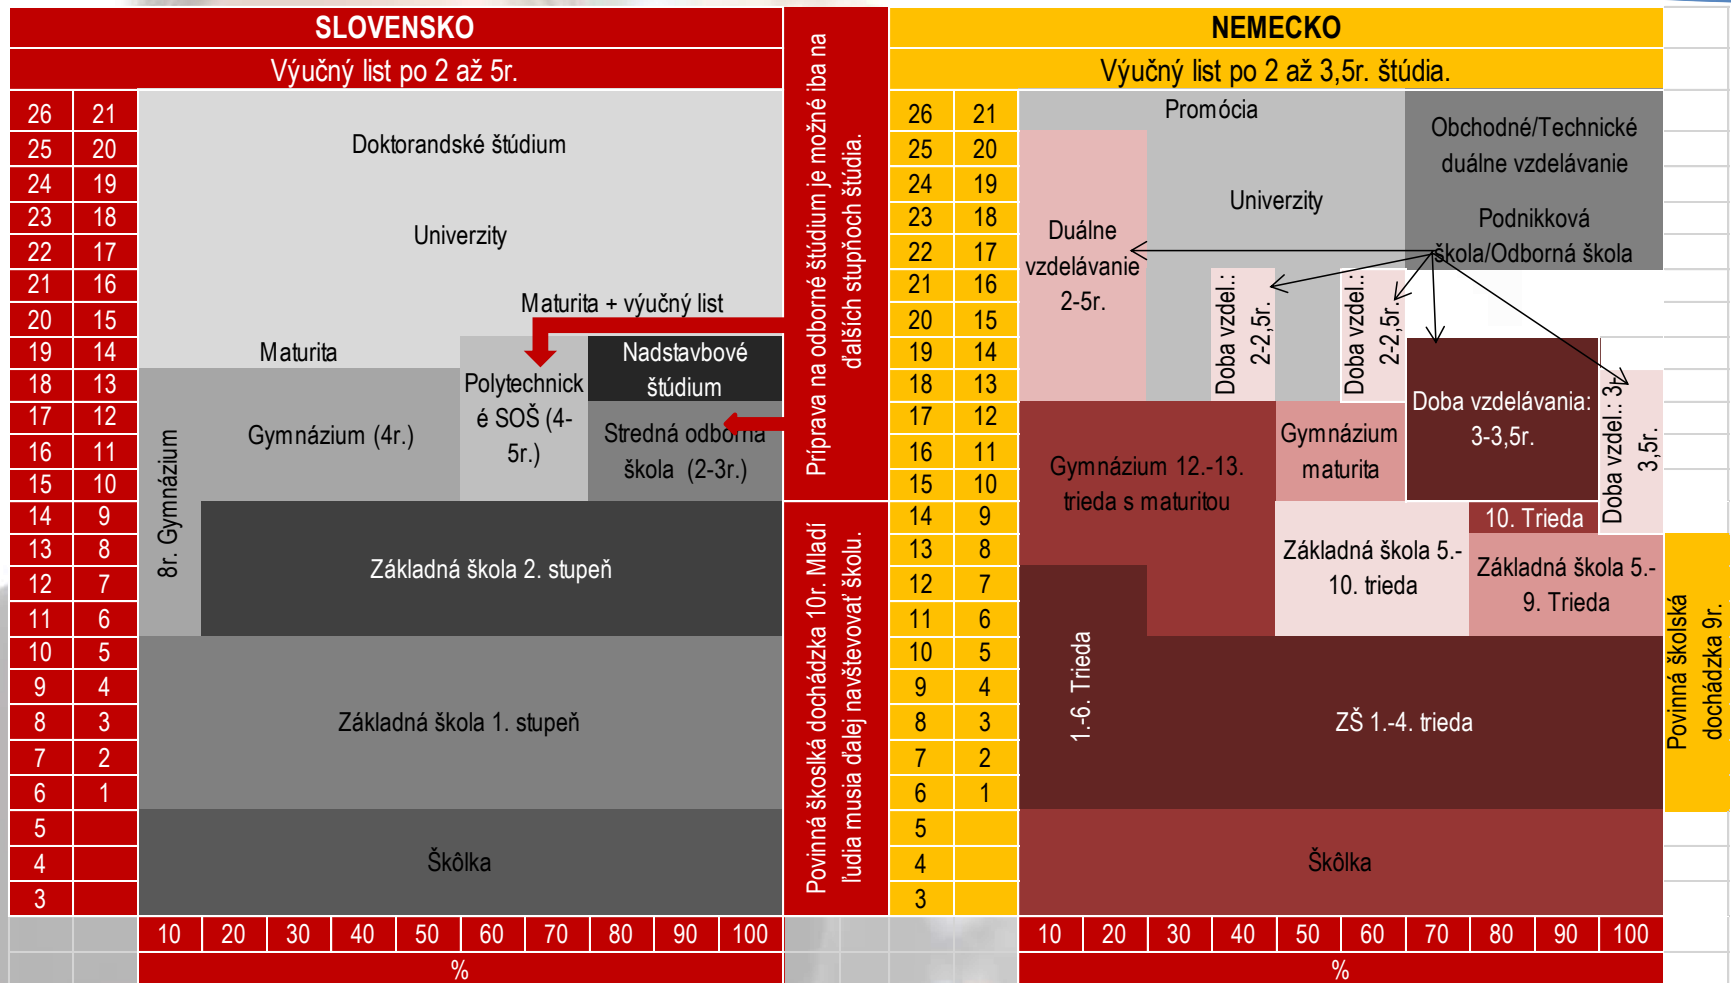 SLOVENSKO
Výučný list po 2 až 5r.
26 21
25 20
24 19
23 18
22 17
21 16
20 15
19 14
18 13
17 12
16 11
15 10
14 9
13 8
12 7
11 6
10 5
9 4
8 3
7 2
6 1
5
4
3
Doktorandské štúdium
Univerzity
Maturita + výučný list
Maturita
Nadstavbové
štúdium
Polytechnick
é SOŠ (4-
5r.)
Gymnázium (4r.)
Stredná odborná
škola (2-3r.)
8r. Gymnázium
Základná škola 2. stupeň
Základná škola 1. stupeň
Škôlka
10 20 30 40 50 60 70 80 90 100
%
Príprava na odborné štúdium je možné iba na
ďalších stupňoch štúdia.
Povinná škoslká dochádzka 10r. Mladí
ľudia musia ďalej navštevovať školu.
NEMECKO
Výučný list po 2 až 3,5r. štúdia.
26 21
25 20
24 19
23 18
22 17
21 16
20 15
19 14
18 13
17 12
16 11
15 10
14 9
13 8
12 7
11 6
10 5
9 4
8 3
7 2
6 1
5
4
3
Promócia
Obchodné/Technické
duálne vzdelávanie
Univerzity
Podnikková
škola/Odborná škola
Duálne
vzdelávanie
2-5r.
Doba vzdel.:
2-2,5r.
Doba vzdel.:
2-2,5r.
Doba vzdelávania:
3-3,5r.
Doba vzdel.: 3-
3,5r.
Gymnázium 12.-13.
trieda s maturitou
Gymnázium
maturita
10. Trieda
Základná škola 5.-
10. trieda
Základná škola 5.-
9. Trieda
1.-6. Trieda
ZŠ 1.-4. trieda
Škôlka
Povinná školská
dochádzka 9r.
10 20 30 40 50 60 70 80 90 100
%